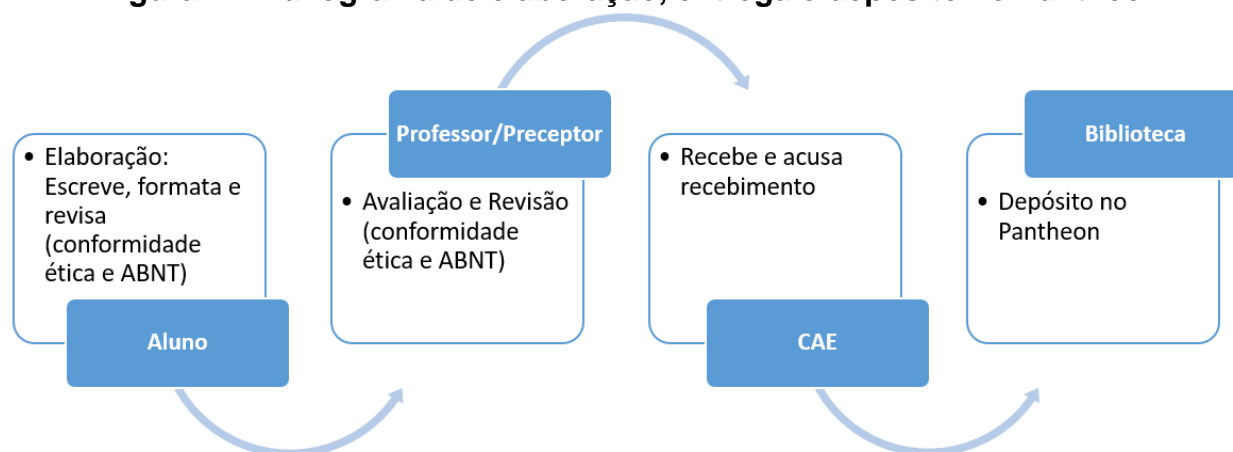 • Elaboração:
Escreve, formata e
revisa
(conformidade
ética e ABNT)
Aluno
Professor/Preceptor
• Avaliação e Revisão
(conformidade
ética e ABNT)
• Recebe e acusa
recebimento
CAE
Biblioteca
• Depósito no
Pantheon